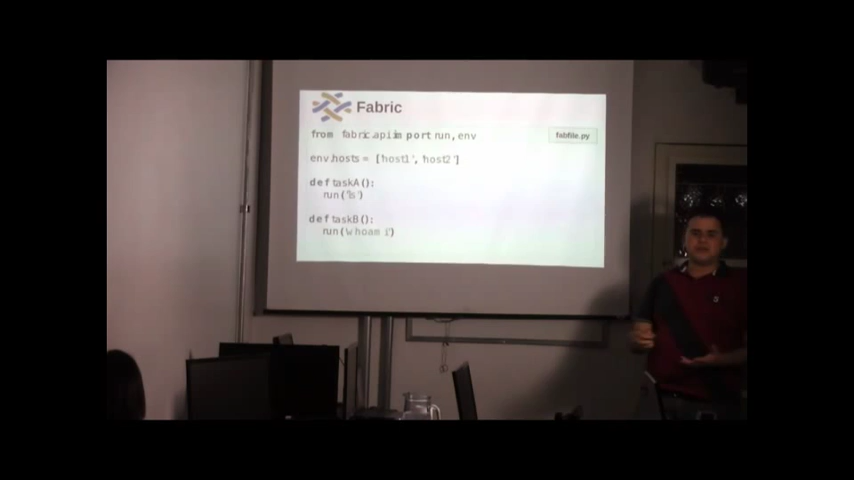 Fabric
from fabric.api import run, env
fabfile.py
env.hosts = ['host1', 'host2']
def taskA():
run('ls')
def taskB():
run('whoami')